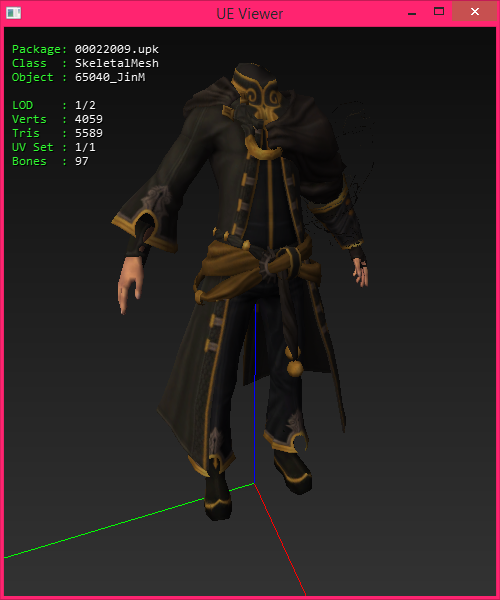 UE Viewer
Package: 00022009.upk
Class  : SkeletalMesh
Object : 65040_JinM
LOD    : 1/2
Verts  : 4059
Tris   : 5589
UV Set : 1/1
Bones  : 97